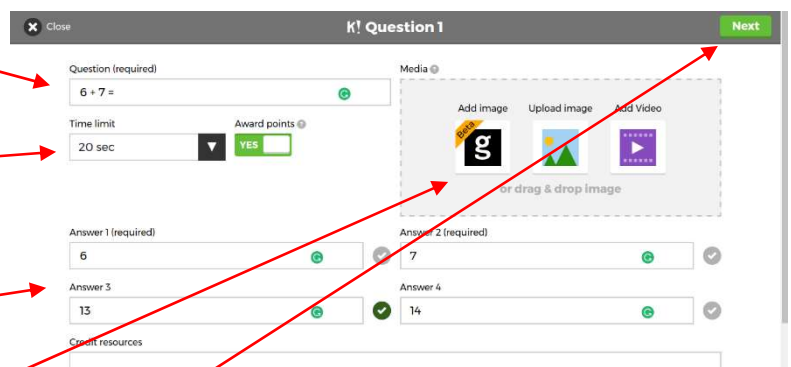 Close
K! Question 1
Next
Question (required)
6 + 7 =
Time limit
Award points
20 sec
YES
Media
Add image
Upload image
Add Video
Beta
g
or drag & drop image
Answer 1 (required)
6
Answer 2 (required)
7
Answer 3
13
Answer 4
14
Credit resources